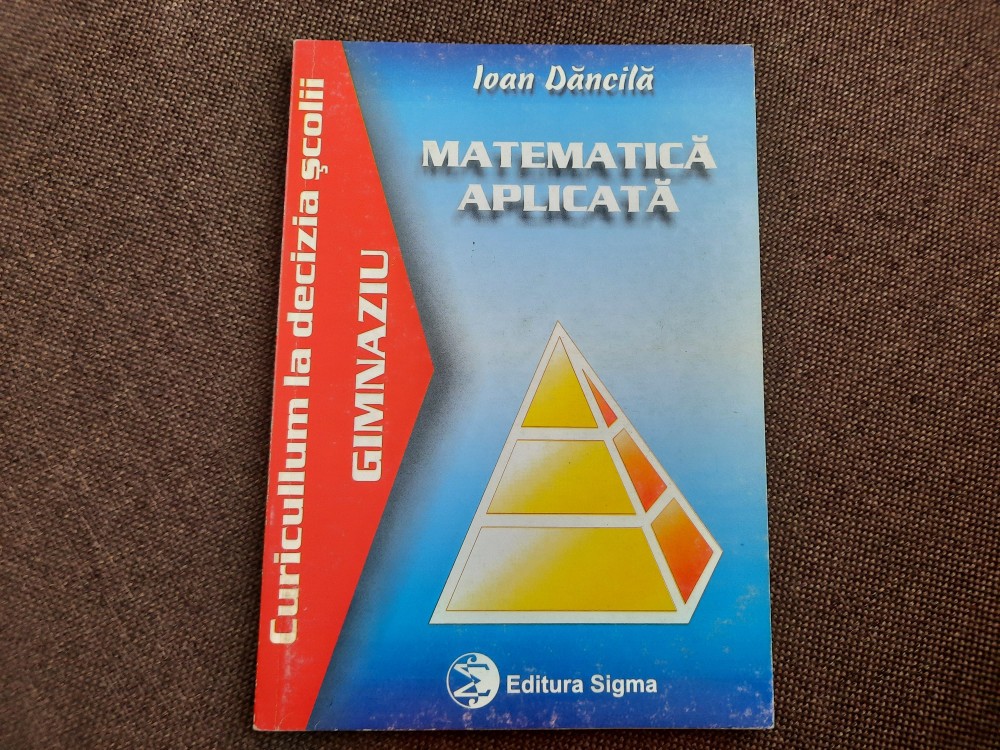 Ioan Dăncilă
MATEMATICĂ
APLICATĂ
Curicullum la decizia şcolii
GIMNAZIU
Editura Sigma